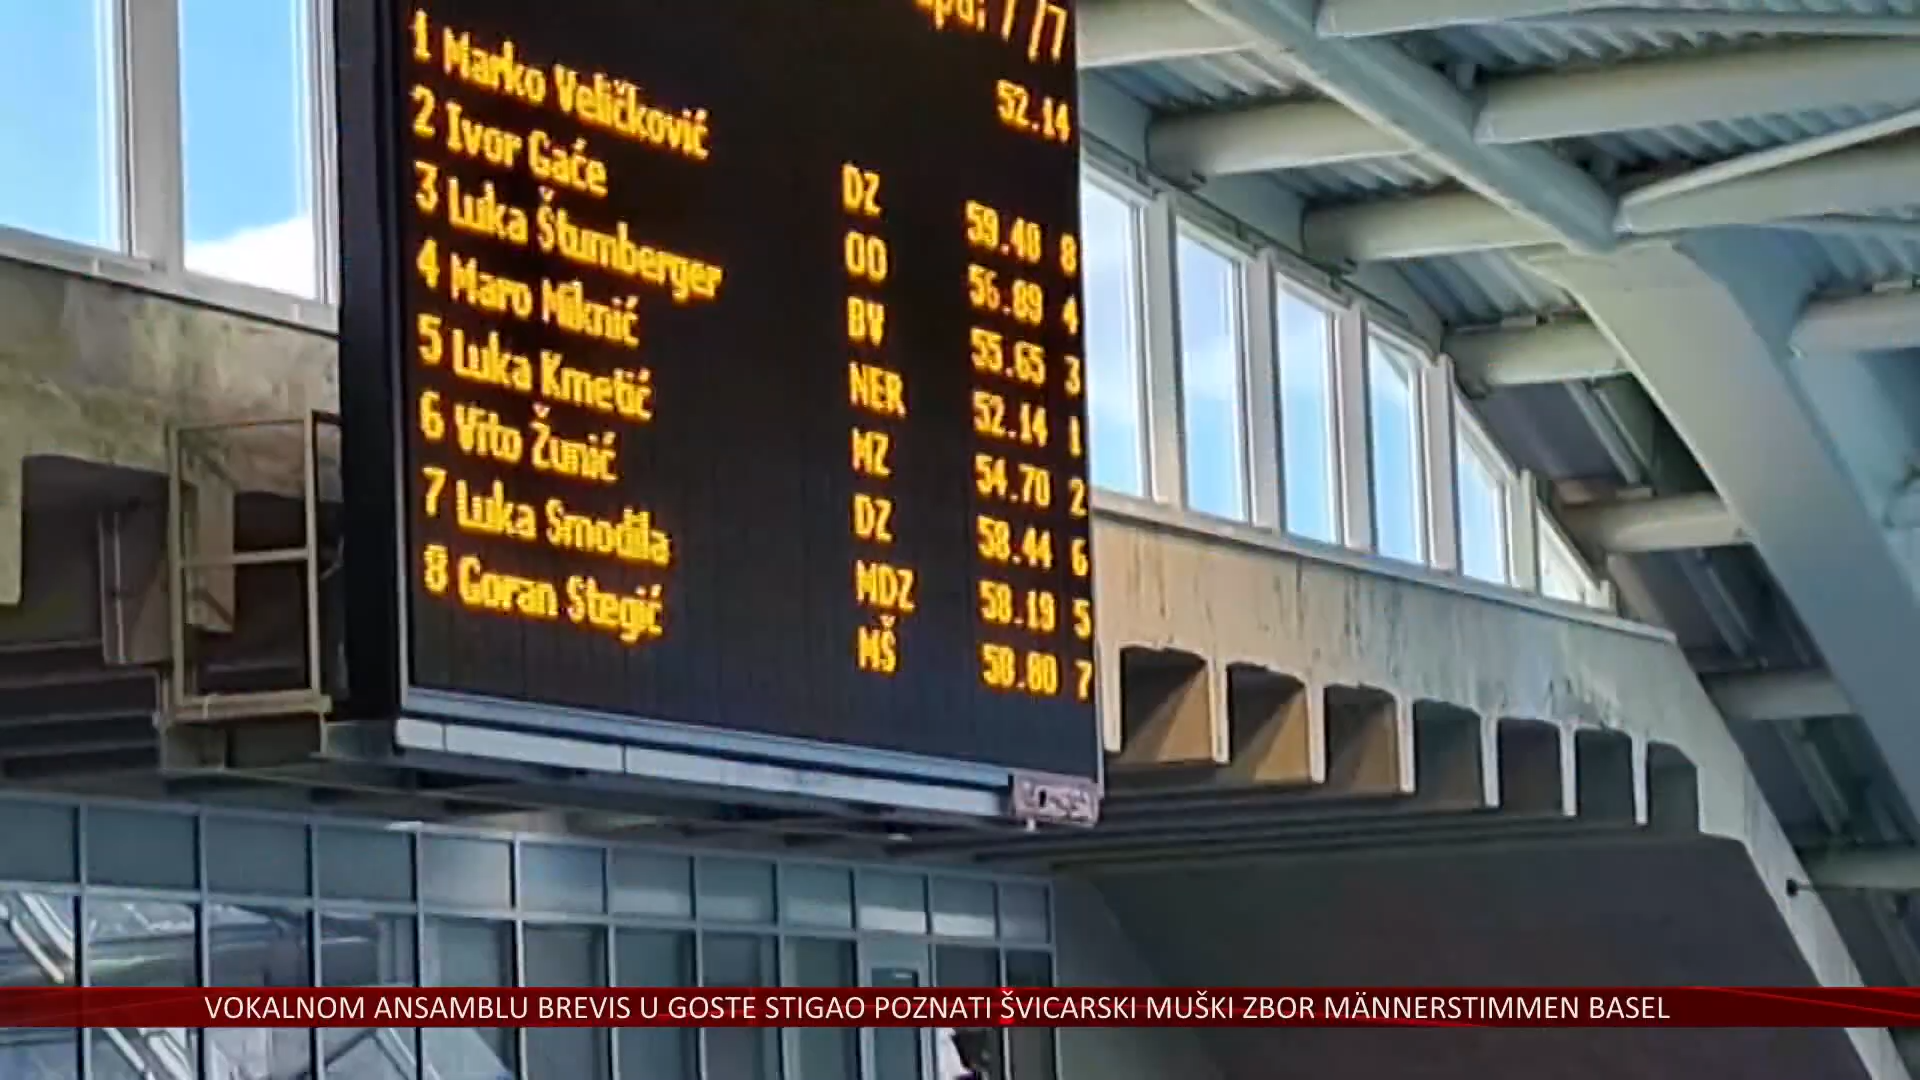 7/7
52.14
1 Marko Veličković DZ 59.48 8
2 Ivor Gaće OO 56.89 4
3 Luka Štumberger BV 55.65 3
4 Maro Miknić NER 52.14 1
5 Luka Kmetić MZ 54.70 2
6 Vito Žunić DZ 58.44 6
7 Luka Smodila MDZ 58.19 5
8 Goran Stegić MŠ 58.80 7
VOKALNOM ANSAMBLU BREVIS U GOSTE STIGAO POZNATI ŠVICARSKI MUŠKI ZBOR MÄNNERSTIMMEN BASEL